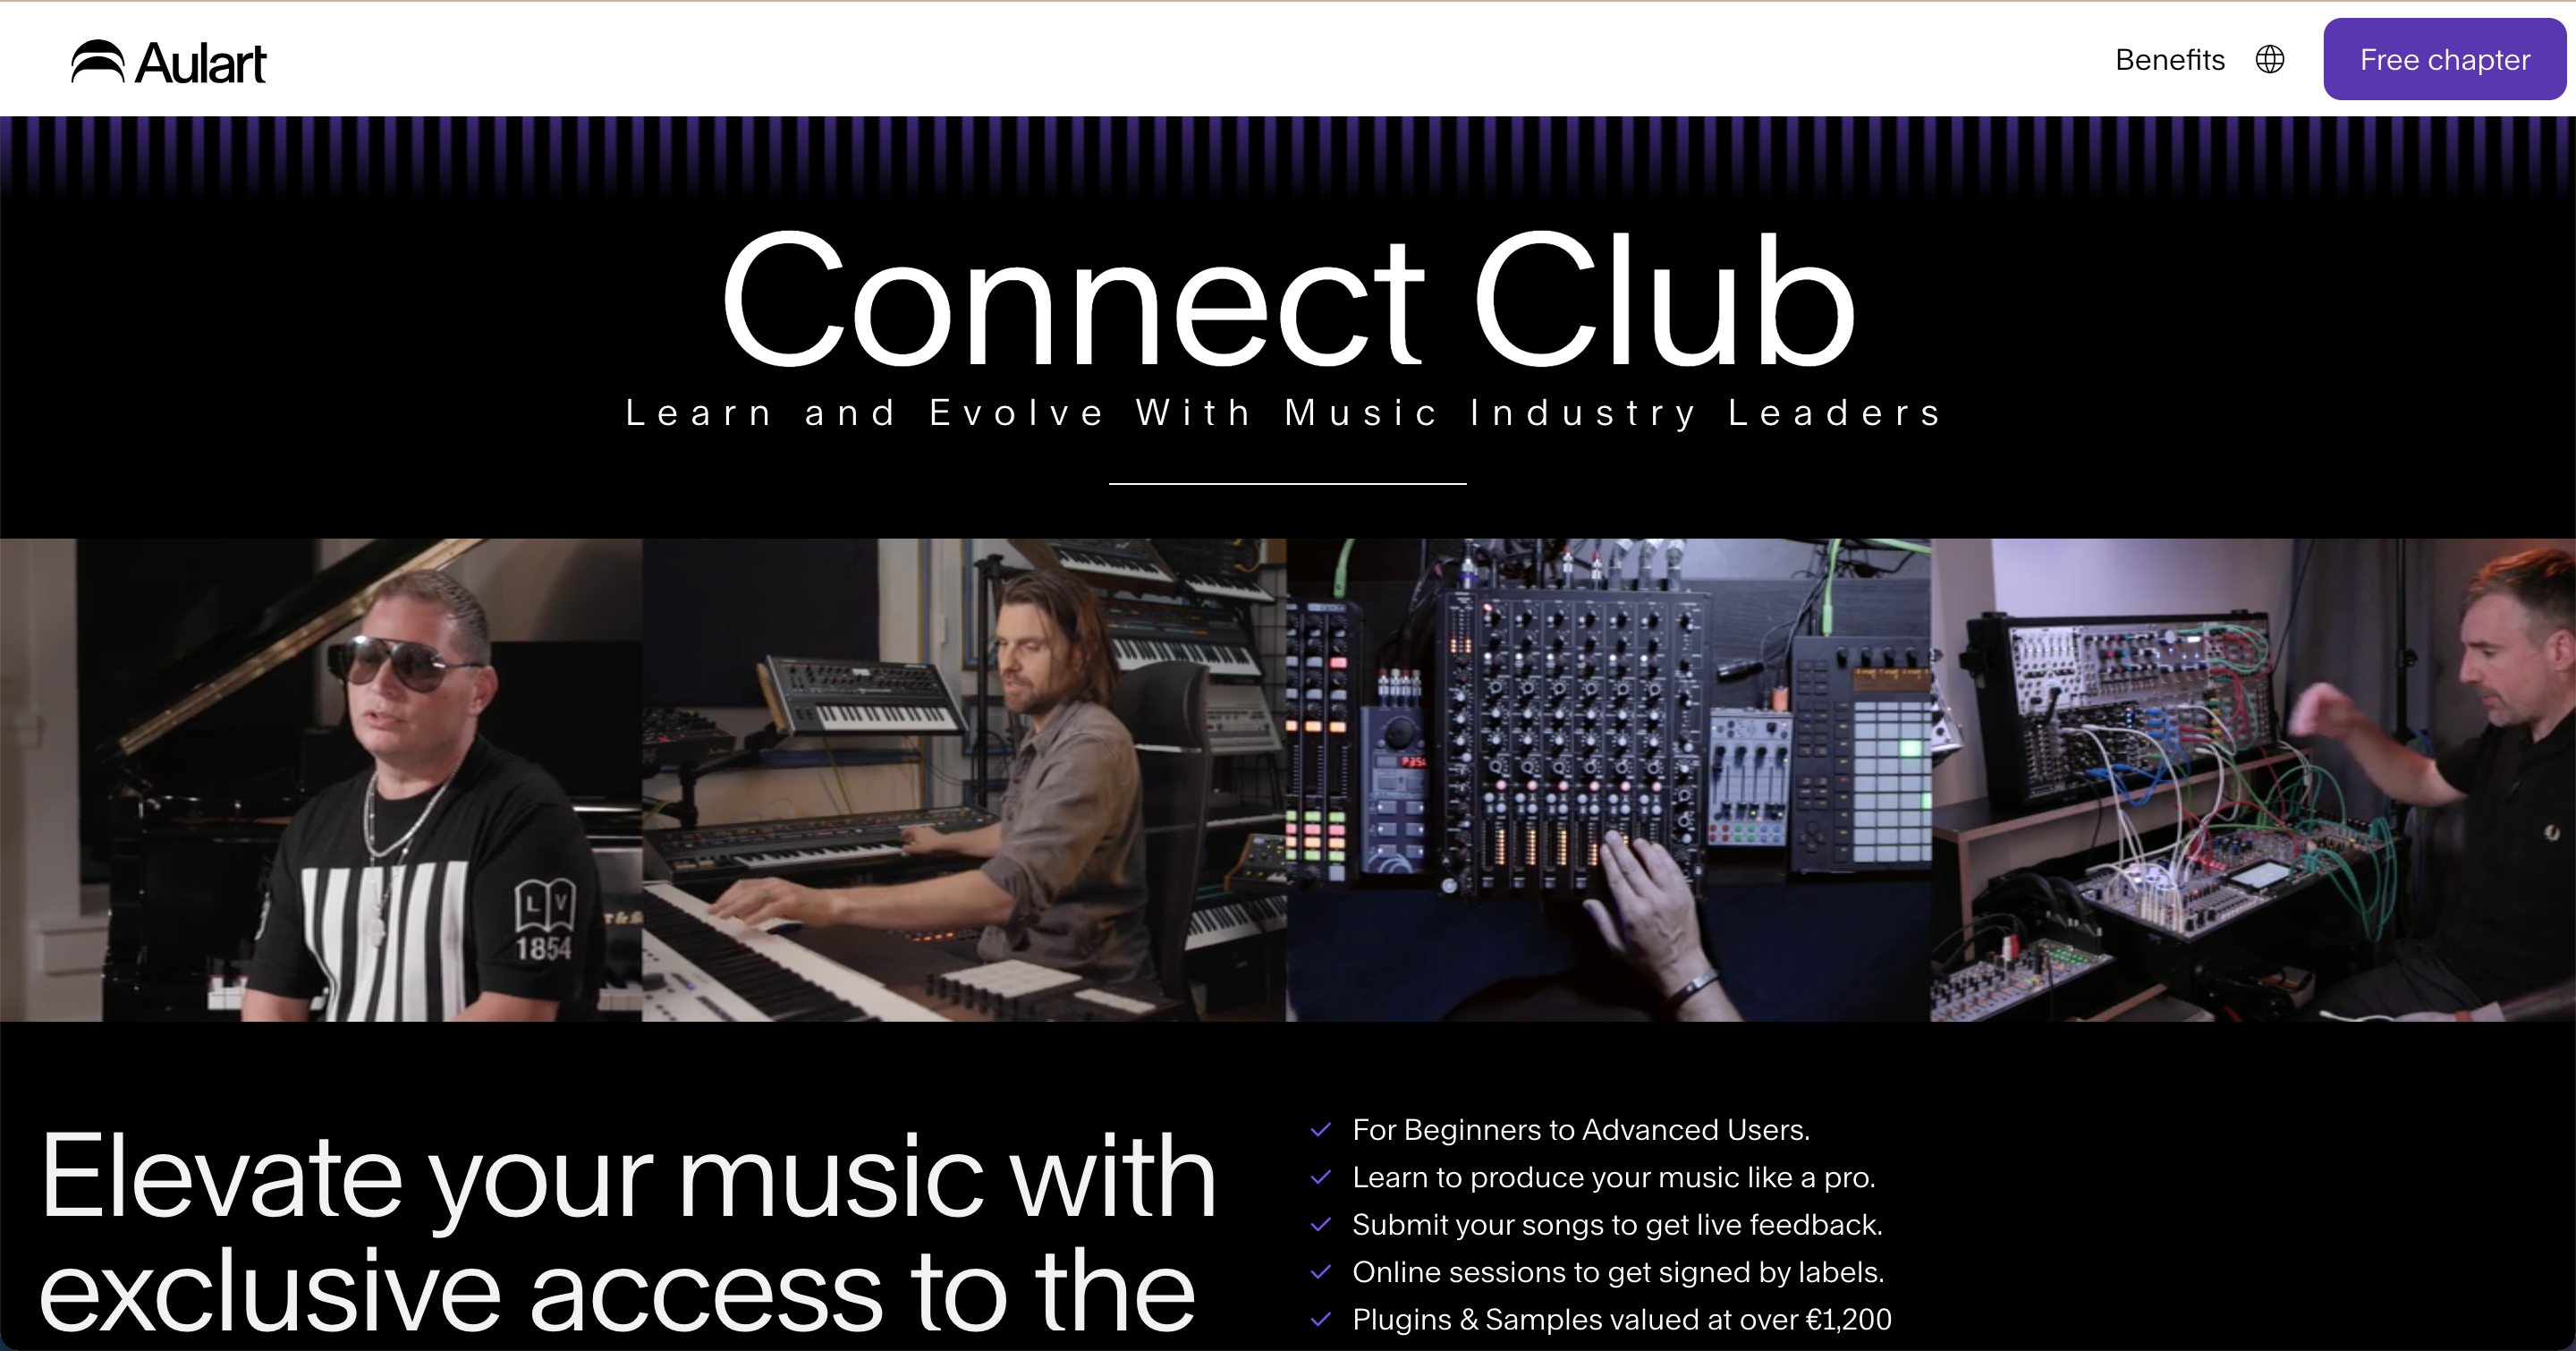 Aulart
Benefits
Free chapter
Connect Club
Learn and Evolve With Music Industry Leaders
LV
1854
Elevate your music with
exclusive access to the
For Beginners to Advanced Users.
Learn to produce your music like a pro.
Submit your songs to get live feedback.
Online sessions to get signed by labels.
Plugins & Samples valued at over €1,200